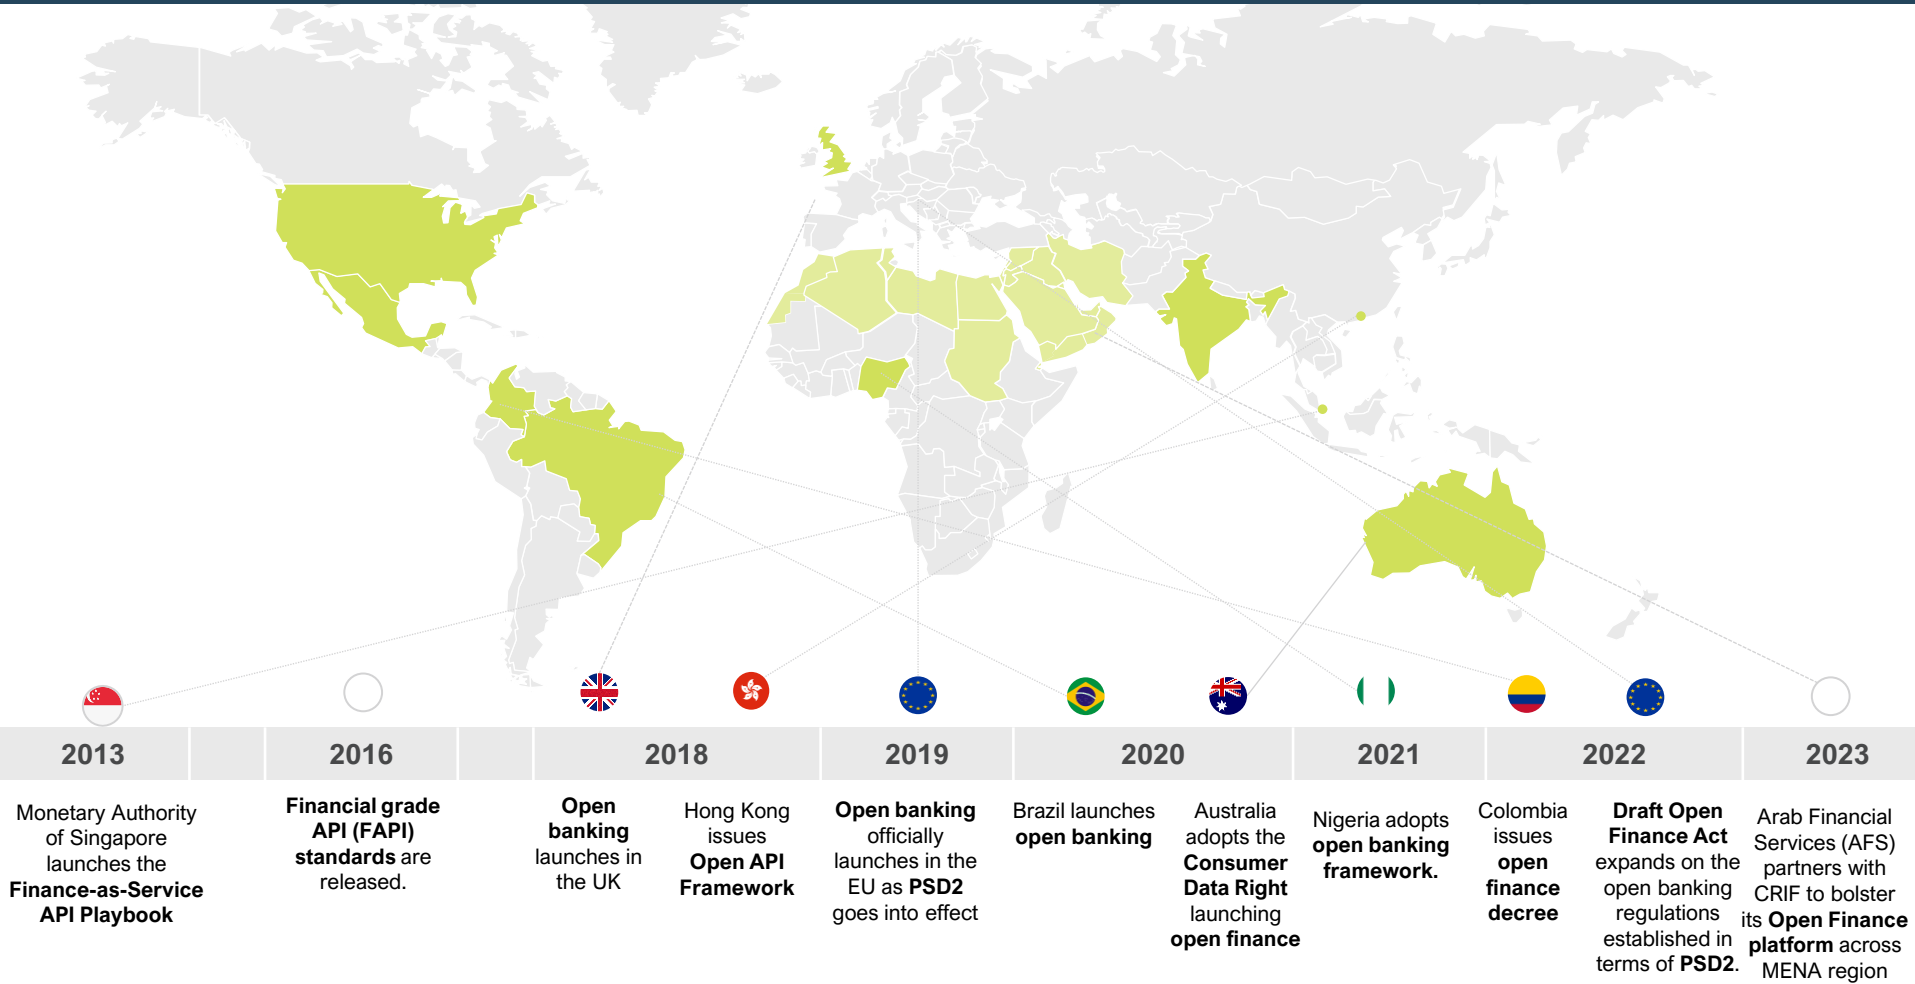 2013
2016
2018
2019
2020
2021
2022
2023
Monetary Authority
of Singapore
launches the
Finance-as-Service
API Playbook
Financial grade
API (FAPI)
standards are
released.
Open
banking
launches in
the UK
Hong Kong
issues
Open API
Framework
Open banking
officially
launches in the
EU as PSD2
goes into effect
Brazil launches
open banking
Australia
adopts the
Consumer
Data Right
launching
open finance
Nigeria adopts
open banking
framework.
Colombia
issues
open
finance
decree
Draft Open
Finance Act
expands on the
open banking
regulations
established in
terms of PSD2.
Arab Financial
Services (AFS)
partners with
CRIF to bolster
its Open Finance
platform across
MENA region